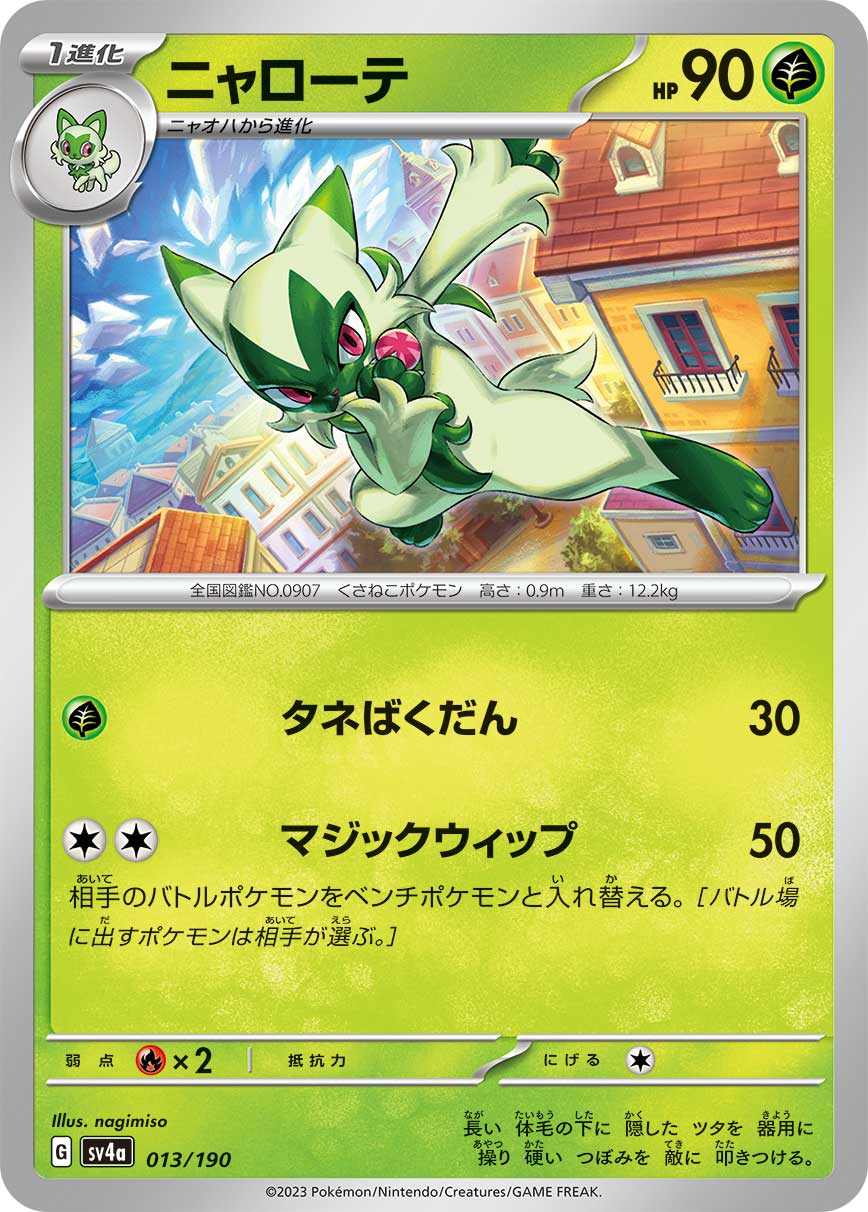 1進化
ニャローテ
HP 90
ニャオハから進化
全国図鑑NO.0907 くさねこポケモン 高さ:0.9m 重さ:12.2kg
タネばくだん 30
マジックウィップ 50
相手のバトルポケモンをベンチポケモンと入れ替える。[バトル場
に出すポケモンは相手が選ぶ。]
弱点 ×2 抵抗力 にげる
Illus. nagimiso
長い 体毛の下に 隠した ツタを 器用に
操り 硬い つぼみを 敵に 叩きつける。
G sv4a 013/190
©2023 Pokémon/Nintendo/Creatures/GAME FREAK.